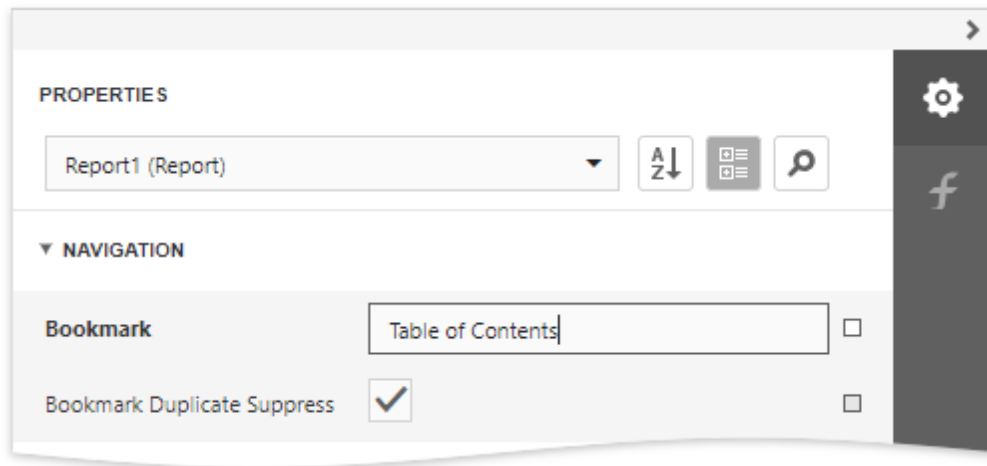 PROPERTIES
Report1 (Report)
A
Z
NAVIGATION
Bookmark
Table of Contents
Bookmark Duplicate Suppress